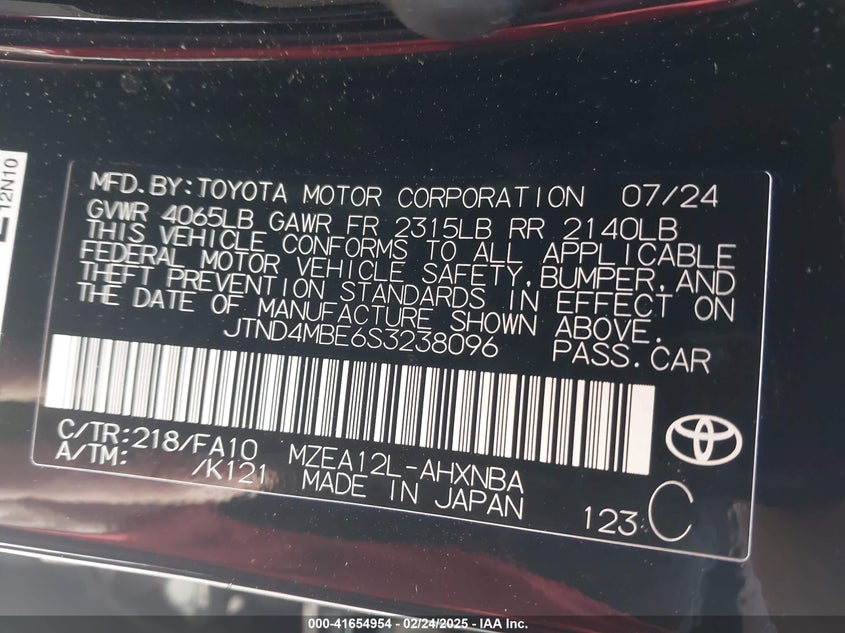 12N10
MFD.BY:TOYOTA MOTOR CORPORATION 07/24
GVWR 4065LB GAWR FR 2315LB RR 2140LB
THIS VEHICLE CONFORMS TO ALL APPLICABLE
FEDERAL MOTOR VEHICLE SAFETY,BUMPER,AND
THEFT PREVENTION STANDARDS IN EFFECT ON
THE DATE OF MANUFACTURE SHOWN ABOVE.
JTND4MBE6S3238096 PASS.CAR
C/TR:218/FA10 MZEA12L-AHXNBA
A/TM: /K121 MADE IN JAPAN
123 C
000-41654954 – 02/24/2025 – IAA Inc.